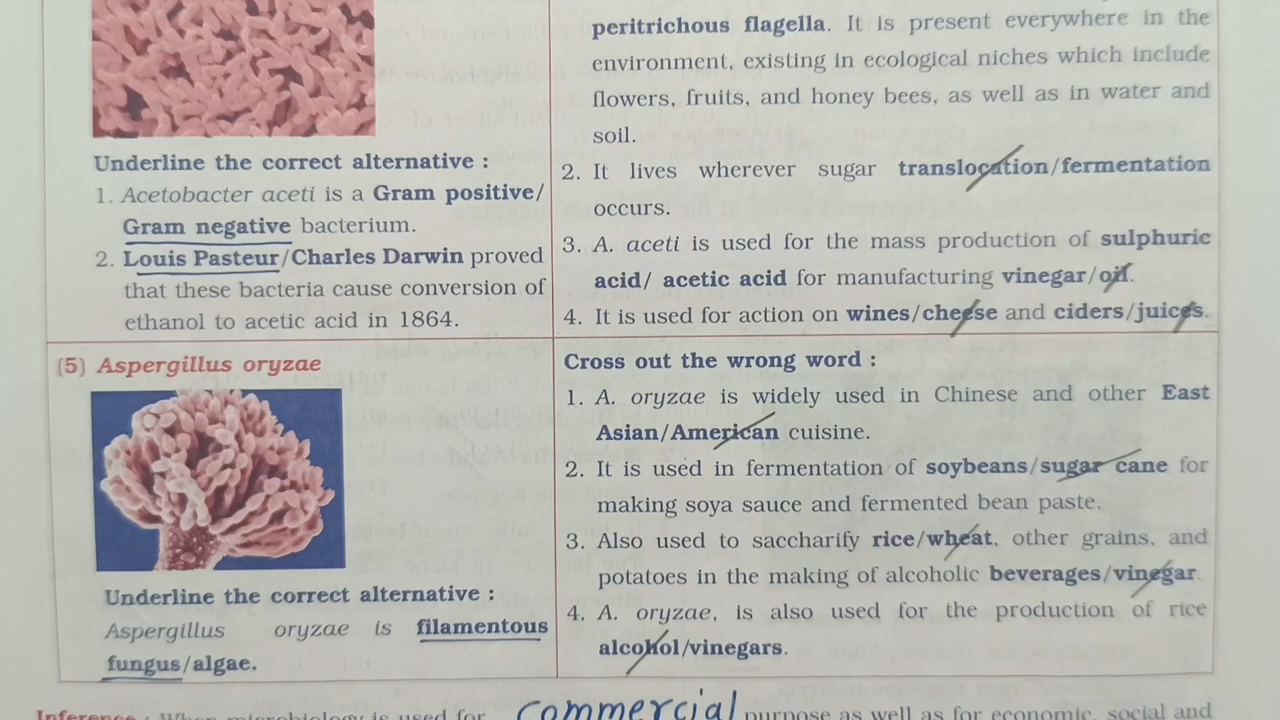 peritrichous flagella. It is present everywhere in the
environment, existing in ecological niches which include
flowers, fruits, and honey bees, as well as in water and
soil.
Underline the correct alternative :
1. Acetobacter aceti is a Gram positive/
Gram negative bacterium.
2. Louis Pasteur/Charles Darwin proved
that these bacteria cause conversion of
ethanol to acetic acid in 1864.
2. It lives wherever sugar translocation/fermentation
occurs.
3. A. aceti is used for the mass production of sulphuric
acid/ acetic acid for manufacturing vinegar/oil.
4. It is used for action on wines/cheese and ciders/juices.
(5) Aspergillus oryzae
Underline the correct alternative :
Aspergillus oryzae is filamentous
fungus/algae.
Cross out the wrong word :
1. A. oryzae is widely used in Chinese and other East
Asian/American cuisine.
2. It is used in fermentation of soybeans/sugar cane for
making soya sauce and fermented bean paste.
3. Also used to saccharify rice/wheat, other grains, and
potatoes in the making of alcoholic beverages/vinegar.
4. A. oryzae, is also used for the production of rice
alcohol/vinegars.
Inference : When microbiology is used for commercial purpose as well as for economic, social and